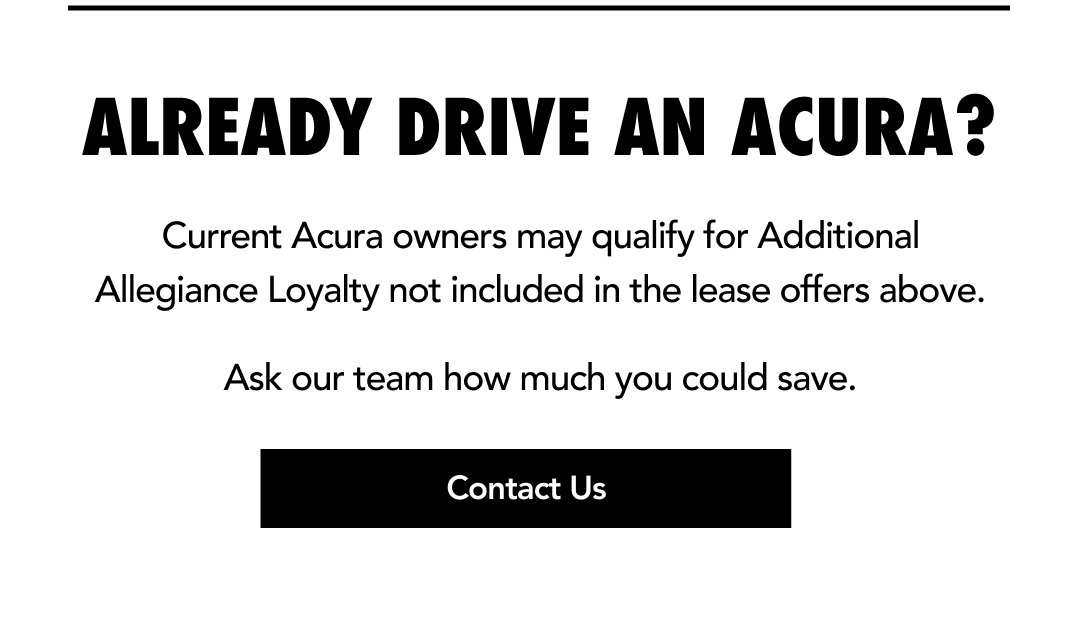 ALREADY DRIVE AN ACURA?
Current Acura owners may qualify for Additional
Allegiance Loyalty not included in the lease offers above.
Ask our team how much you could save.
Contact Us